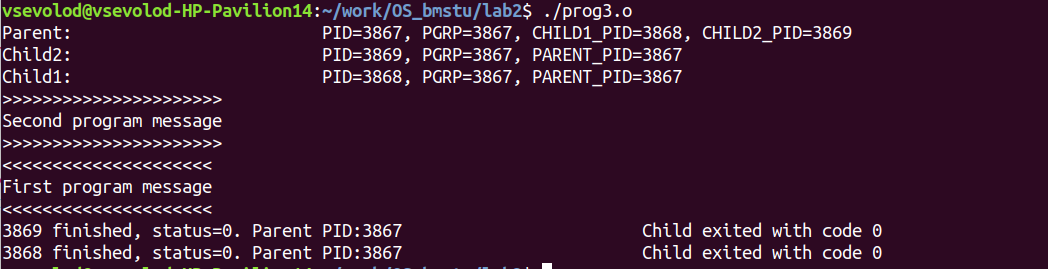 vsevolod@vsevolod-HP-Pavilion14:~/work/OS_bmstu/lab2$ ./prog3.o
Parent: PID=3867, PGRP=3867, CHILD1_PID=3868, CHILD2_PID=3869
Child2: PID=3869, PGRP=3867, PARENT_PID=3867
Child1: PID=3868, PGRP=3867, PARENT_PID=3867
>>>>>>>>>>>>>>>>>>>>>>
Second program message
>>>>>>>>>>>>>>>>>>>>>>
<<<<<<<<<<<<<<<<<<<<<
First program message
<<<<<<<<<<<<<<<<<<<<<
3869 finished, status=0. Parent PID:3867 Child exited with code 0
3868 finished, status=0. Parent PID:3867 Child exited with code 0